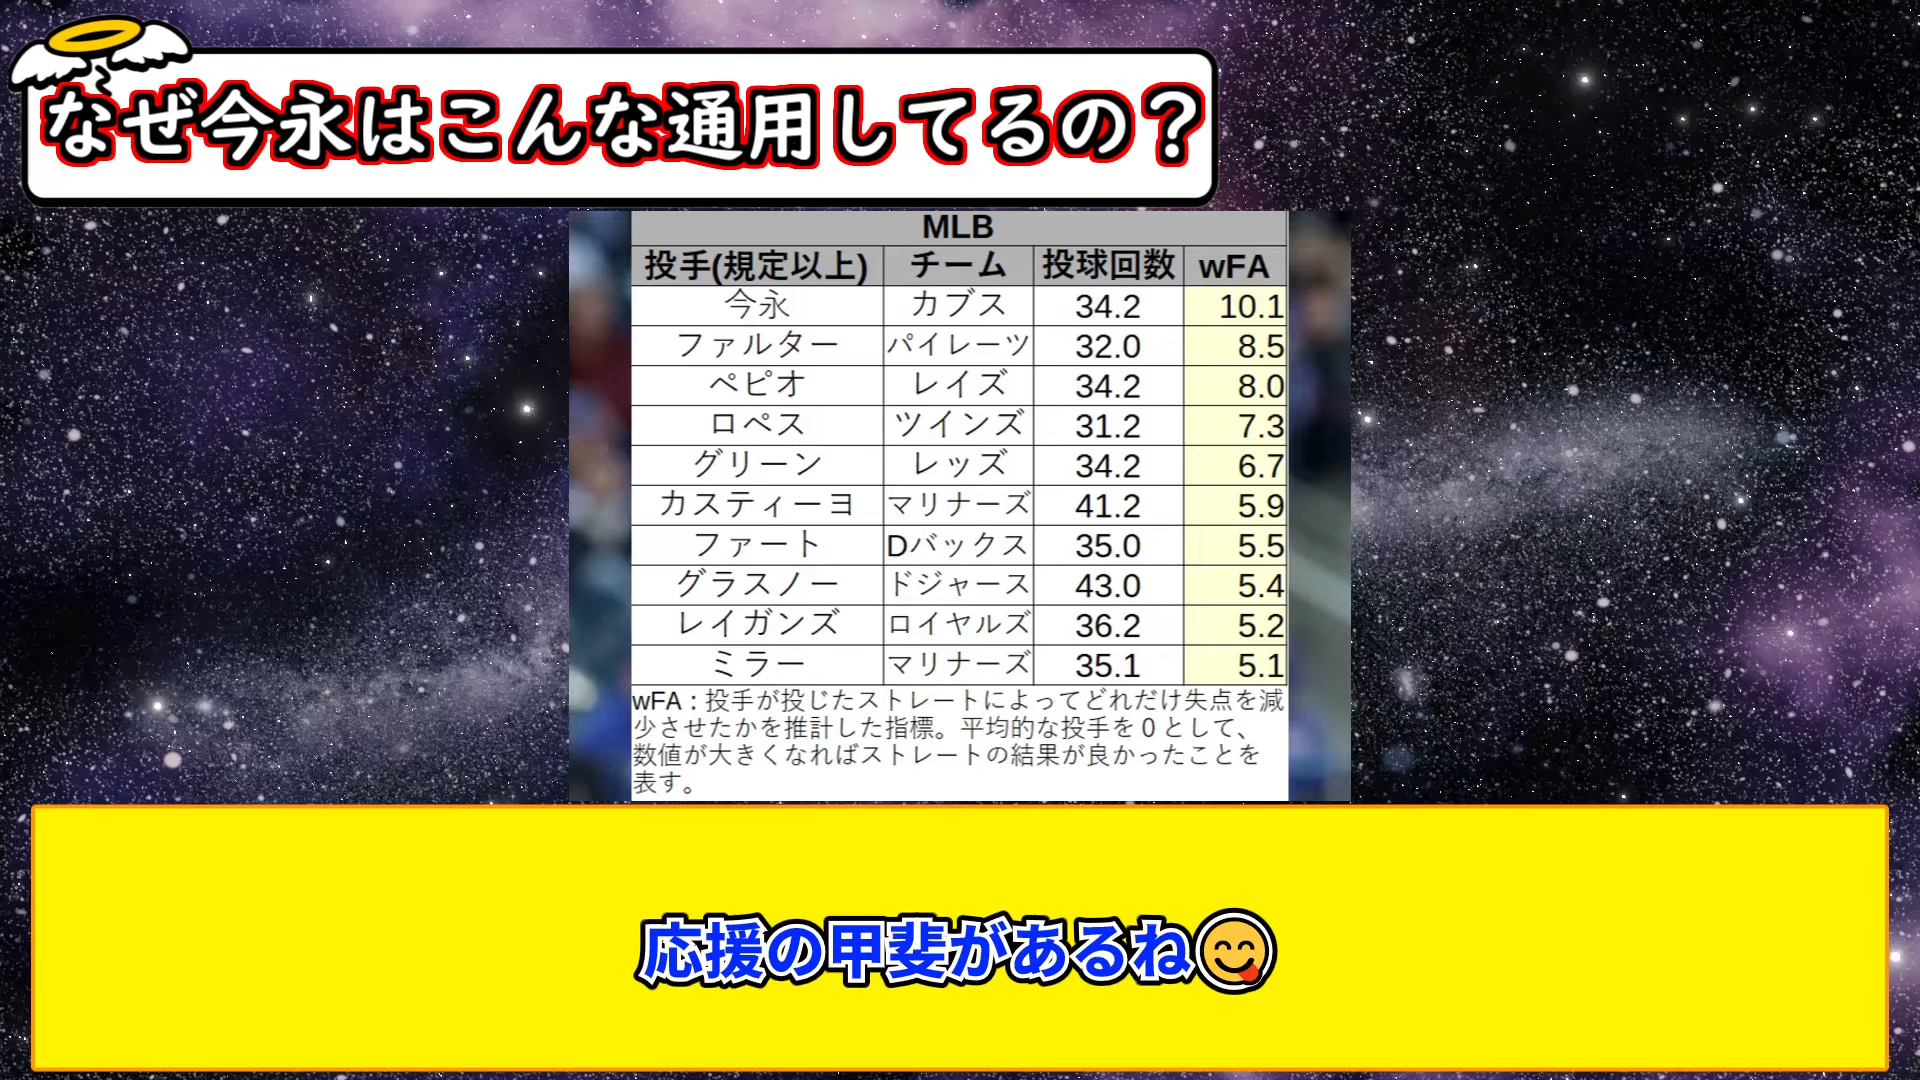 なぜ今永はこんな通用してるの？
MLB
投手(規定以上) チーム 投球回数 wFA
今永 カブス 34.2 10.1
ファルター パイレーツ 32.0 8.5
ペピオ レイズ 34.2 8.0
ロペス ツインズ 31.2 7.3
グリーン レッズ 34.2 6.7
カスティーヨ マリナーズ 41.2 5.9
ファート Dバックス 35.0 5.5
グラスノー ドジャース 43.0 5.4
レイガンズ ロイヤルズ 36.2 5.2
ミラー マリナーズ 35.1 5.1
wFA：投手が投じたストレートによってどれだけ失点を減
少させたかを推計した指標。平均的な投手を０として、
数値が大きくなればストレートの結果が良かったことを
表す。
応援の甲斐があるね😋